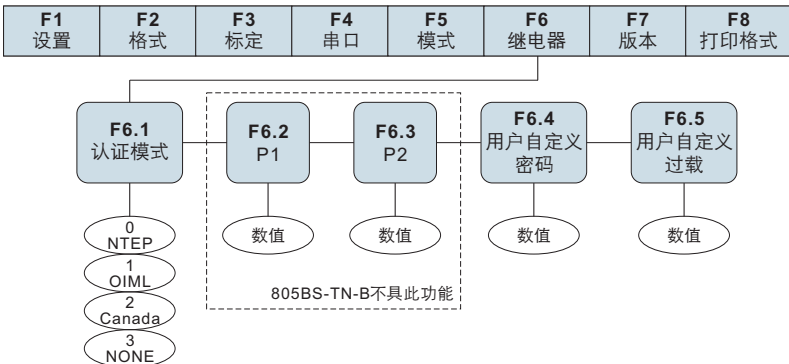 F1 F2 F3 F4 F5 F6 F7 F8
设置 格式 标定 串口 模式 继电器 版本 打印格式
F6.1
认证模式
F6.2
P1
F6.3
P2
F6.4
用户自定义
密码
F6.5
用户自定义
过载
0
NTEP
1
OIML
2
Canada
3
NONE
数值
数值
数值
数值
805BS-TN-B不具此功能